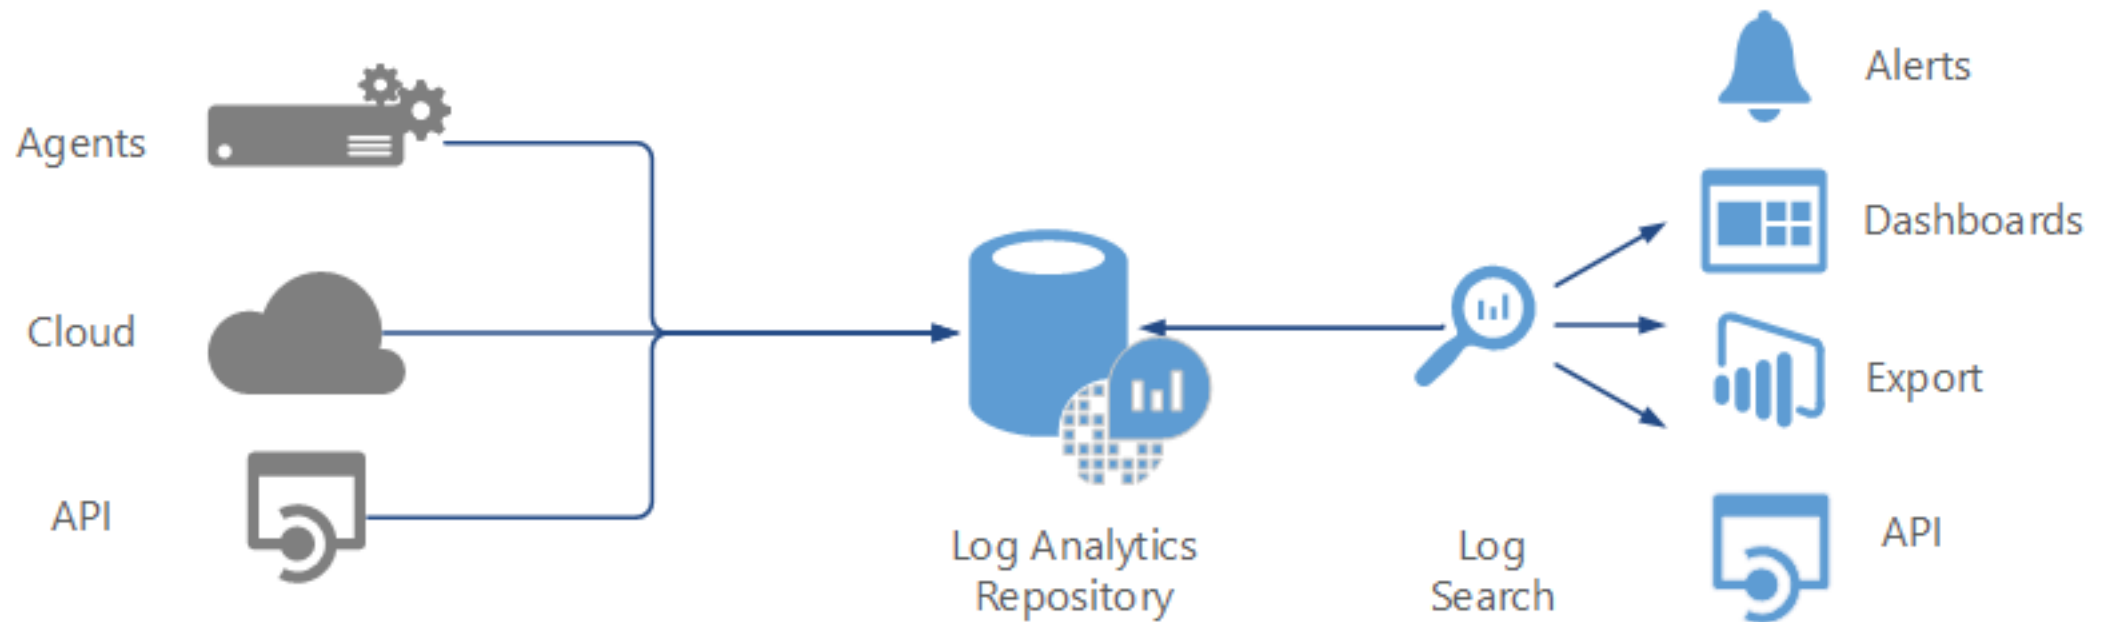 Agents
Cloud
API
Log Analytics
Repository
Log
Search
Alerts
Dashboards
Export
API